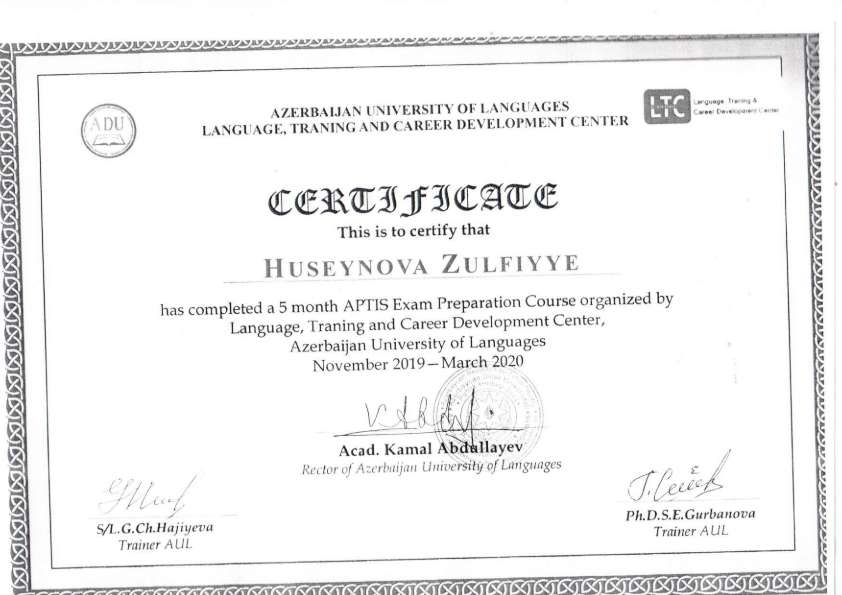 ADU
AZERBAIJAN UNIVERSITY OF LANGUAGES
LANGUAGE, TRANING AND CAREER DEVELOPMENT CENTER
LTC
Language Training &
Career Development Center
CERTIFICATE
This is to certify that
HUSEYNOVA ZULFIYYE
has completed a 5 month APTIS Exam Preparation Course organized by
Language, Traning and Career Development Center,
Azerbaijan University of Languages
November 2019 – March 2020
Acad. Kamal Abdullayev
Rector of Azerbaijan University of Languages
S/L.G.Ch.Hajiyeva
Trainer AUL
Ph.D.S.E.Gurbanova
Trainer AUL